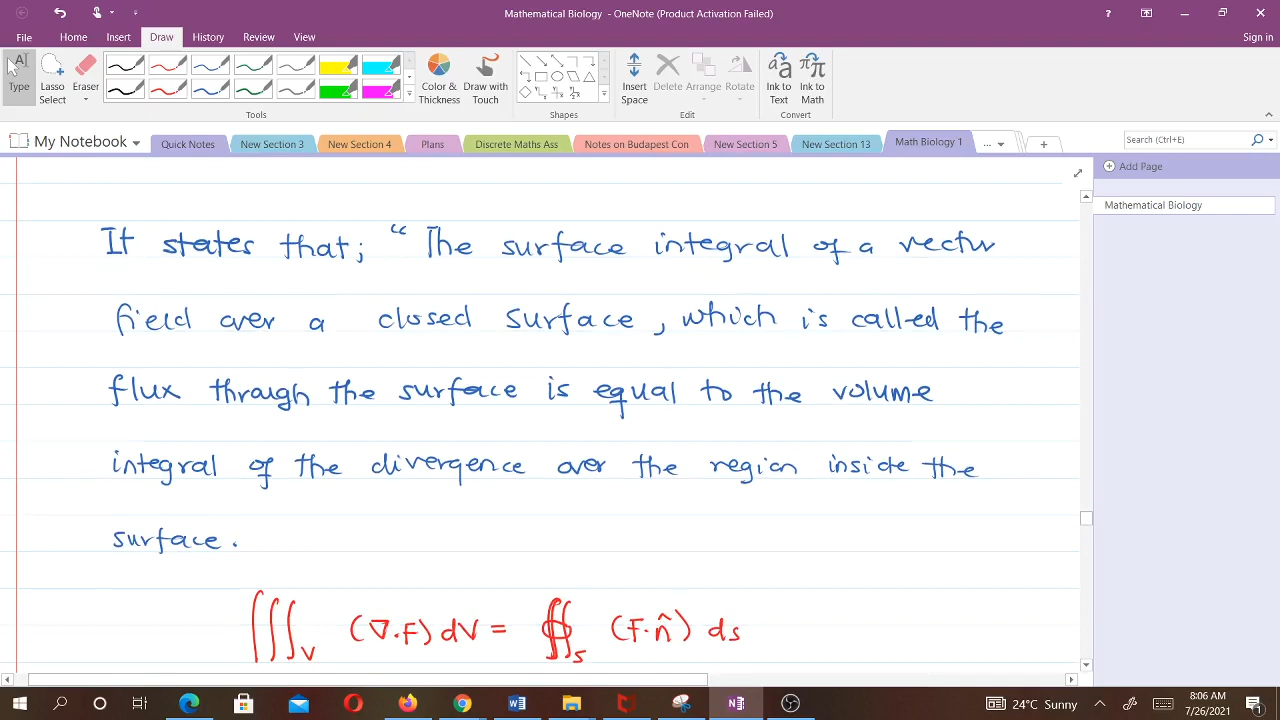 Mathematical Biology - OneNote (Product Activation Failed)
File Home Insert Draw History Review View Sign in
Type
Lasso Select
Eraser
Color & Thickness
Draw with Touch
Insert Space
Delete Arrange Rotate
Ink to Text
Ink to Math
Tools Shapes Edit Convert
My Notebook Quick Notes New Section 3 New Section 4 Plans Discrete Maths Ass Notes on Budapest Con New Section 5 New Section 13 Math Biology 1 ... Search (Ctrl+E)
Add Page
Mathematical Biology
It states that; “ The surface integral of a vector
field over a closed surface, which is called the
flux through the surface is equal to the volume
integral of the divergence over the region inside the
surface.
∭_V (∇.F) dV = ∯_S (F.n̂) ds
24°C Sunny
8:06 AM
7/26/2021